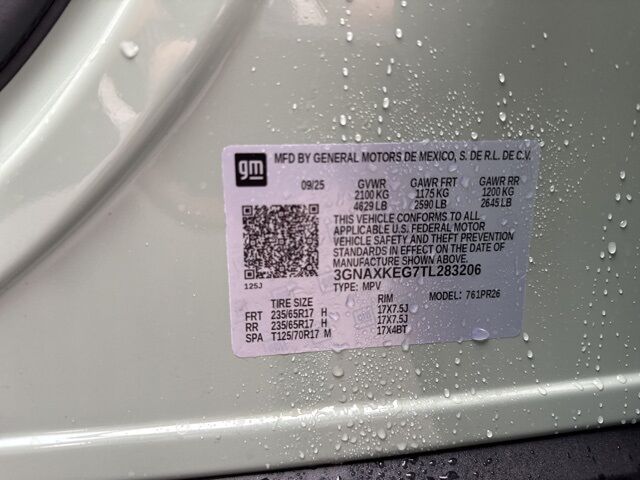 gm MFD BY GENERAL MOTORS DE MEXICO, S. DE R.L. DE C.V.
09/25 GVWR GAWR FRT GAWR RR
2100 KG 1175 KG 1200 KG
4629 LB 2590 LB 2645 LB
THIS VEHICLE CONFORMS TO ALL
APPLICABLE U.S. FEDERAL MOTOR
VEHICLE SAFETY AND THEFT PREVENTION
STANDARDS IN EFFECT ON THE DATE OF
MANUFACTURE SHOWN ABOVE.
125J 3GNAXKEG7TL283206
TYPE: MPV MODEL: 761PR26
TIRE SIZE RIM
FRT 235/65R17 H 17X7.5J
RR 235/65R17 H 17X7.5J
SPA T125/70R17 M 17X4BT